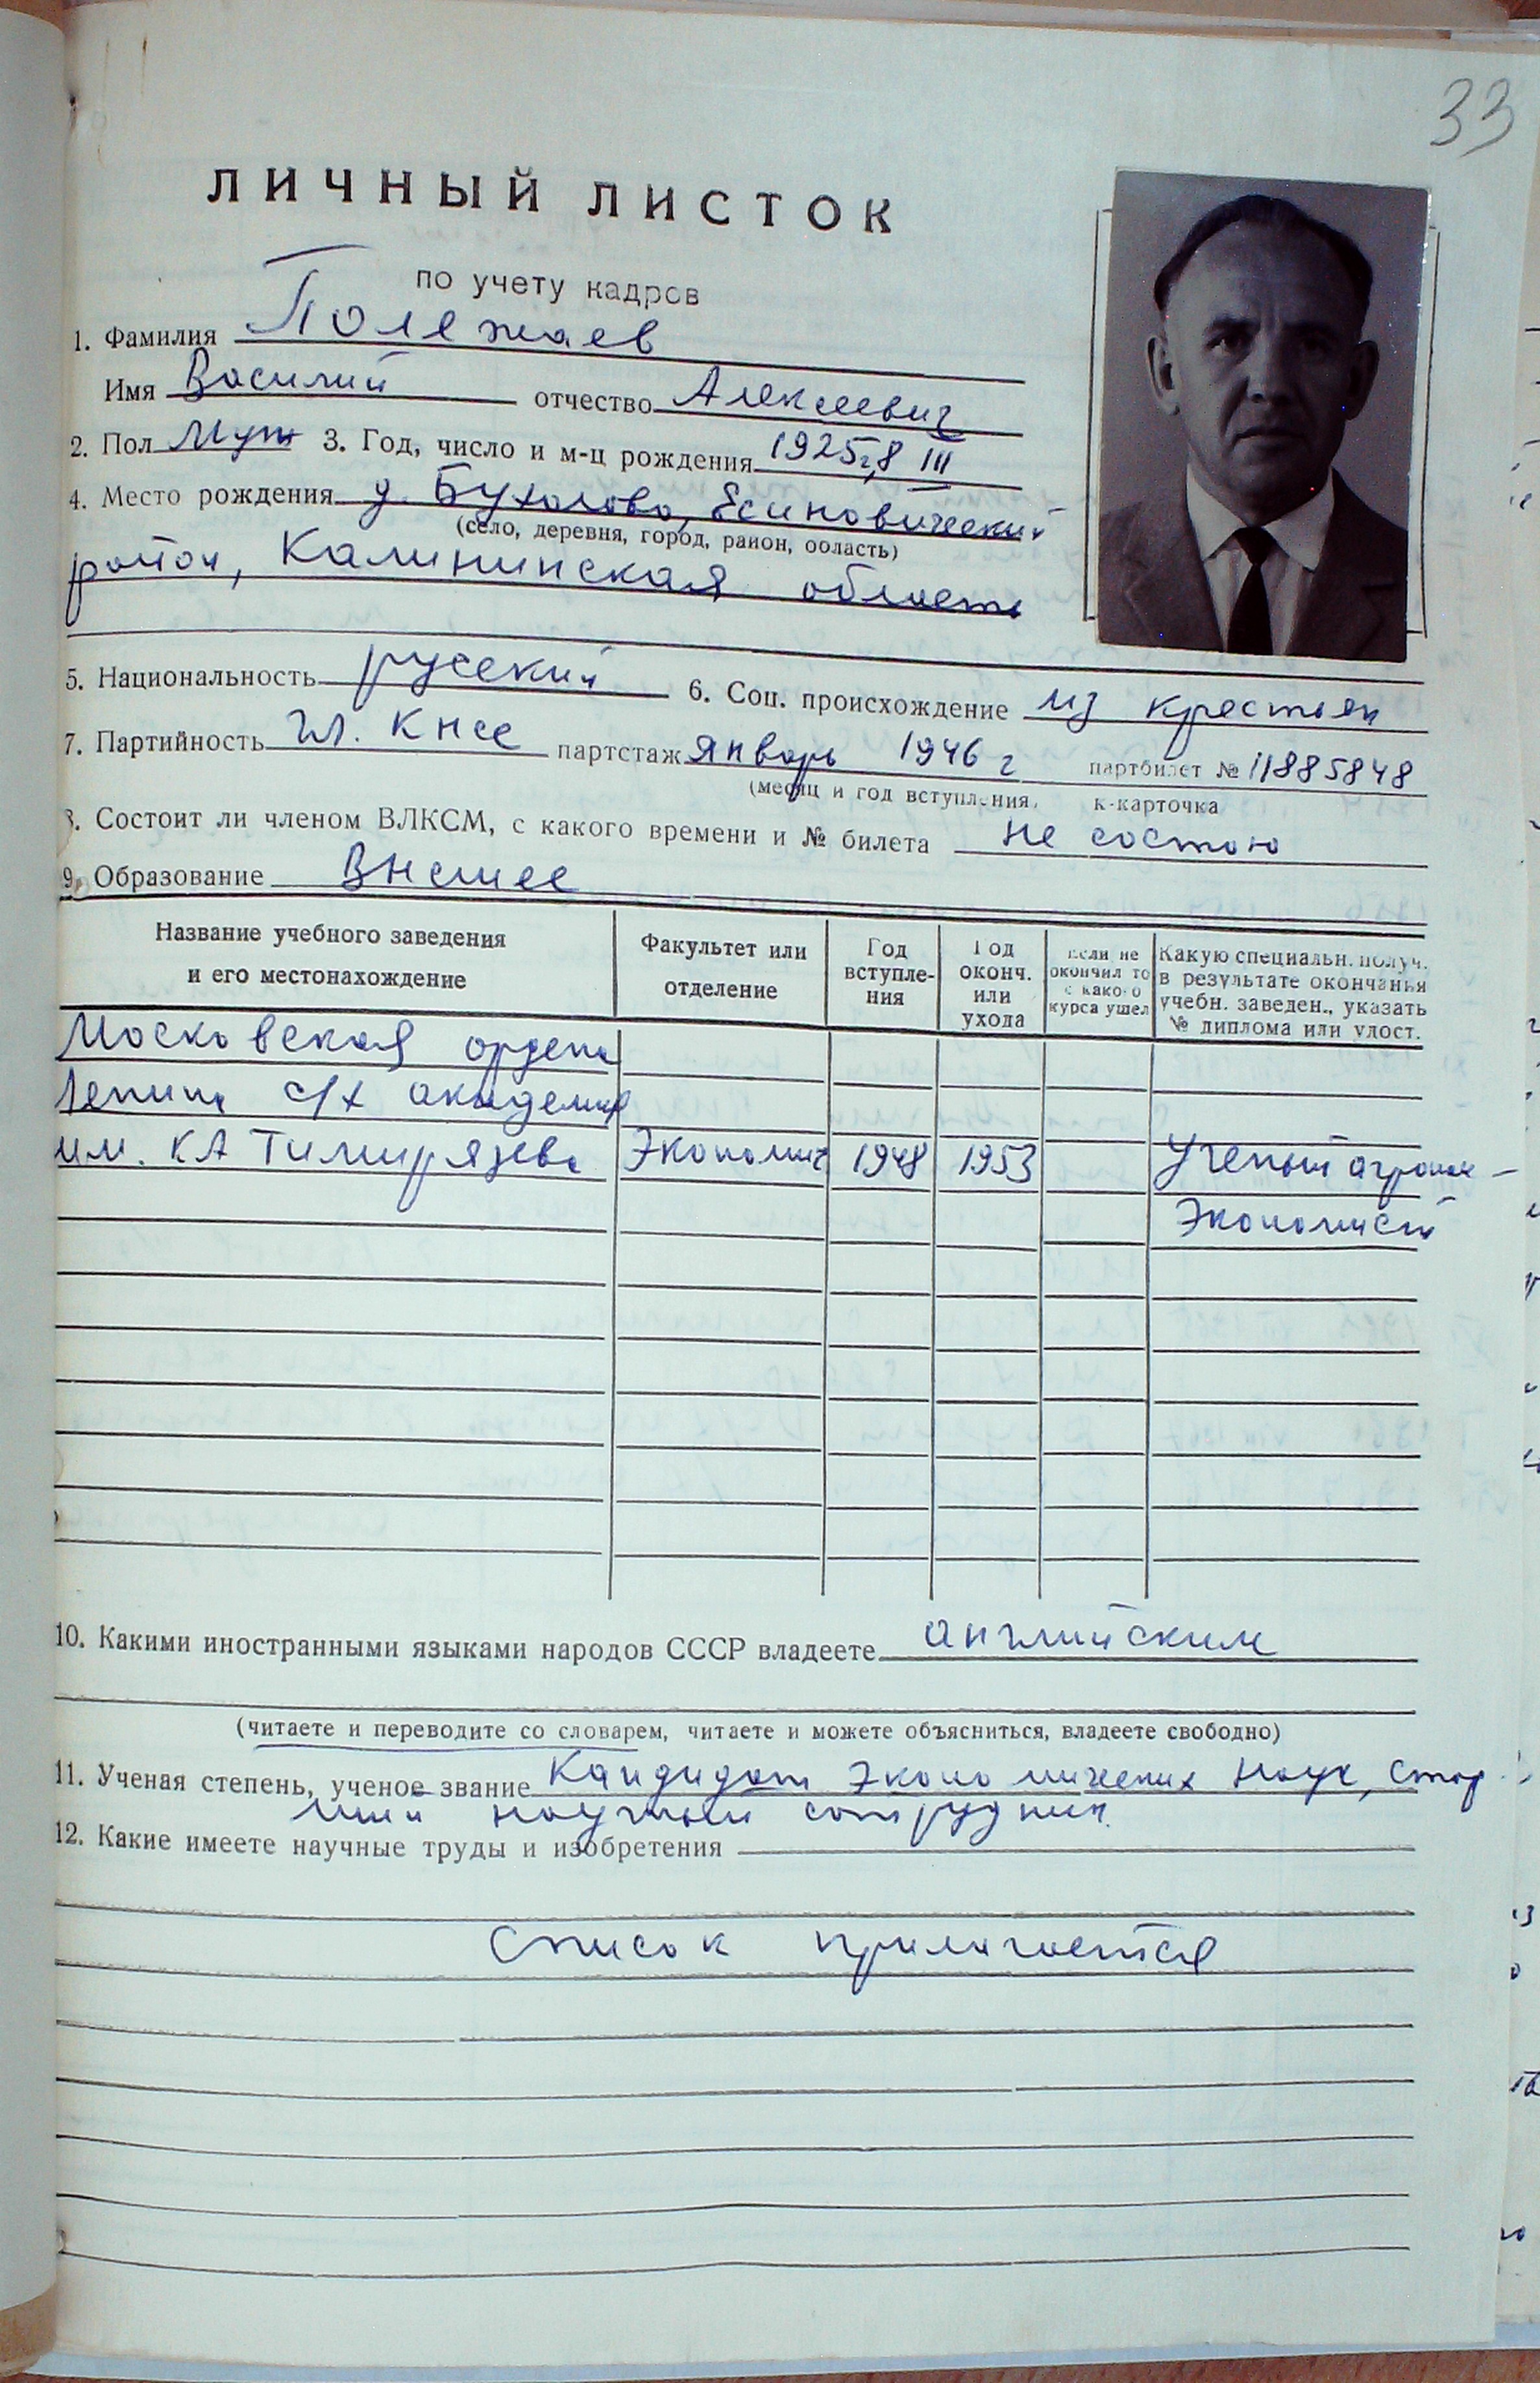 33
ЛИЧНЫЙ ЛИСТОК
по учету кадров
1. Фамилия Полежаев
Имя Василий отчество Алексеевич
2. Пол Муж 3. Год, число и м-ц рождения 1925г, 8 III
4. Место рождения д. Бухолово, Есиновический
(село, деревня, город, район, область)
район, Калининская область
5. Национальность русский 6. Соц. происхождение из крестьян
7. Партийность чл. КПСС партстаж январь 1946 г партбилет № 11885848
(месяц и год вступления) к-карточка
8. Состоит ли членом ВЛКСМ, с какого времени и № билета не состою
9. Образование Высшее
Название учебного заведения и его местонахождение
Факультет или отделение
Год вступле-ния
Год оконч. или ухода
Если не окончил то с какого курса ушел
Какую специальн. получ. в результате окончанья учебн. заведен., указать № диплома или удост.
Московская ордена
Ленина с/х академия
им. КА Тимирязева Экономич 1948 1953 Ученый агроном-
Экономист
10. Какими иностранными языками народов СССР владеете английским
(читаете и переводите со словарем, читаете и можете объясниться, владеете свободно)
11. Ученая степень, ученое звание Кандидат экономических наук, стар-
ший научный сотрудник.
12. Какие имеете научные труды и изобретения
Список прилагается